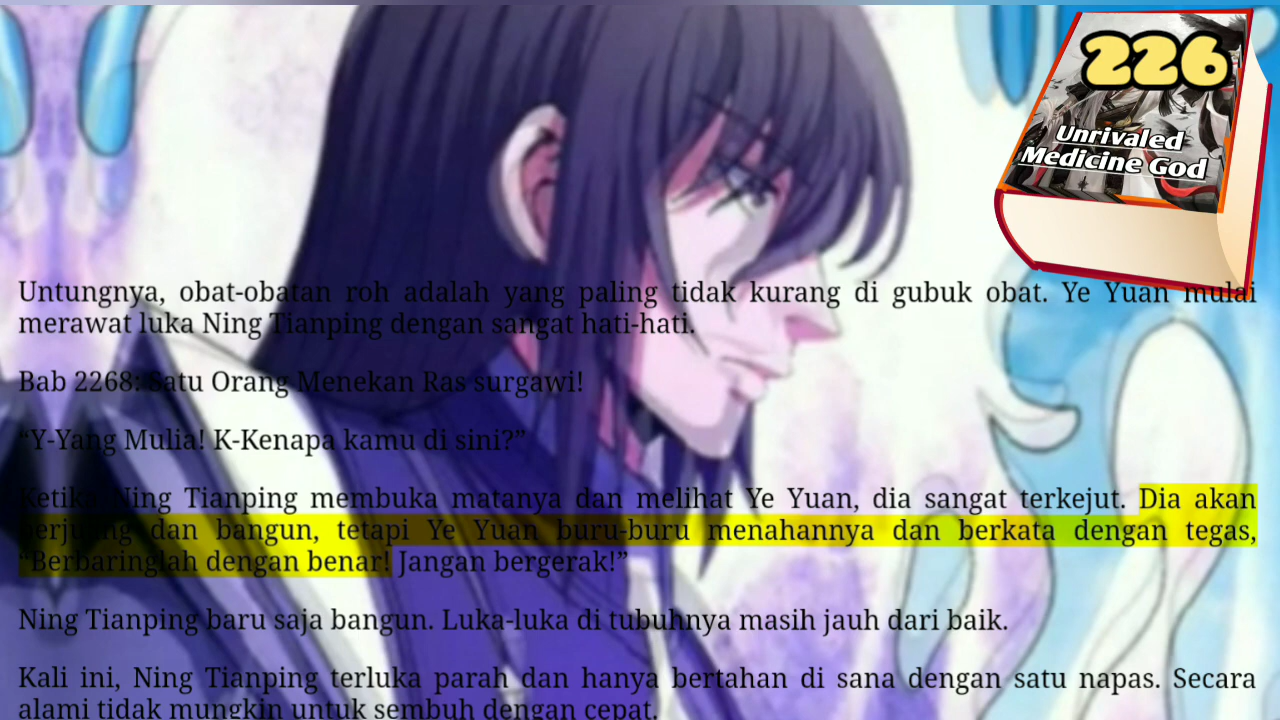 226
Unrivaled
Medicine God
Untungnya, obat-obatan roh adalah yang paling tidak kurang di gubuk obat. Ye Yuan mulai
merawat luka Ning Tianping dengan sangat hati-hati.
Bab 2268: Satu Orang Menekan Ras surgawi!
“Y-Yang Mulia! K-Kenapa kamu di sini?”
Ketika Ning Tianping membuka matanya dan melihat Ye Yuan, dia sangat terkejut. Dia akan
berjuang dan bangun, tetapi Ye Yuan buru-buru menahannya dan berkata dengan tegas,
“Berbaringlah dengan benar! Jangan bergerak!”
Ning Tianping baru saja bangun. Luka-luka di tubuhnya masih jauh dari baik.
Kali ini, Ning Tianping terluka parah dan hanya bertahan di sana dengan satu napas. Secara
alami tidak mungkin untuk sembuh dengan cepat.